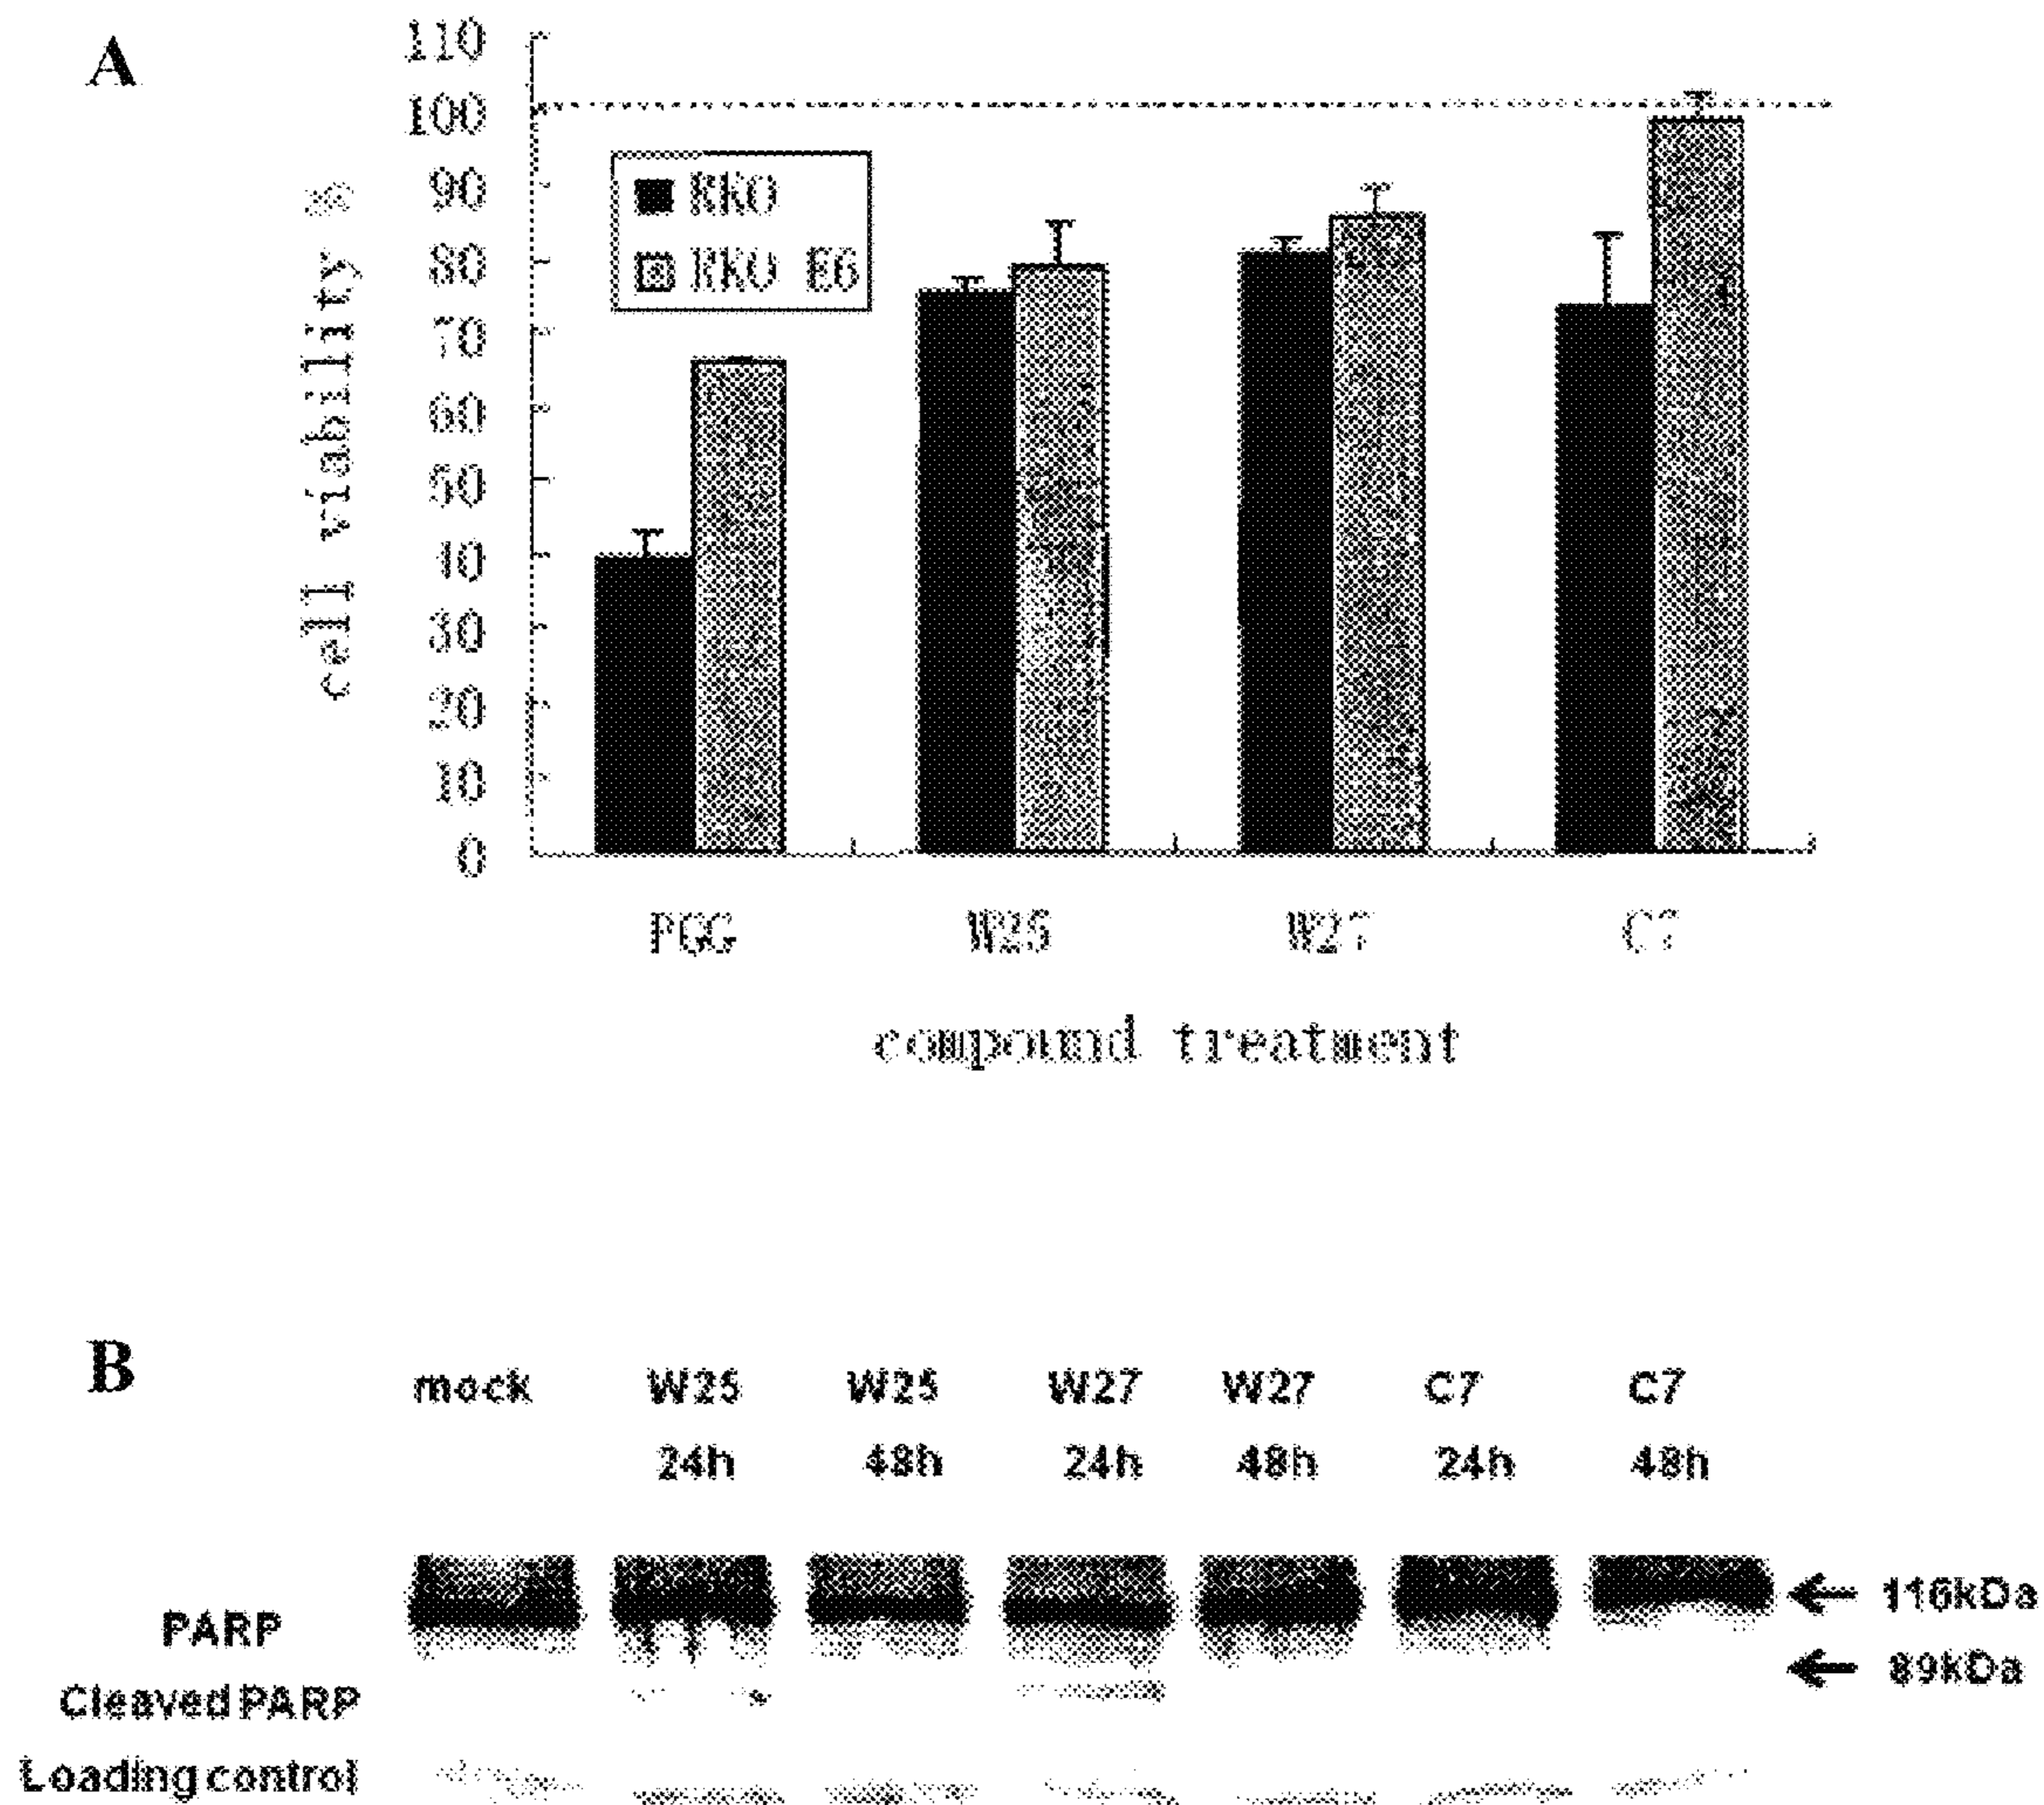 A
110
100
90
80
70
60
50
40
30
20
10
0
cell viability %
RKO
RKO E6
PGG W25 W27 C7
compound treatment
B
mock W25 W25 W27 W27 C7 C7
24h 48h 24h 48h 24h 48h
PARP
Cleaved PARP
Loading control
116kDa
89kDa